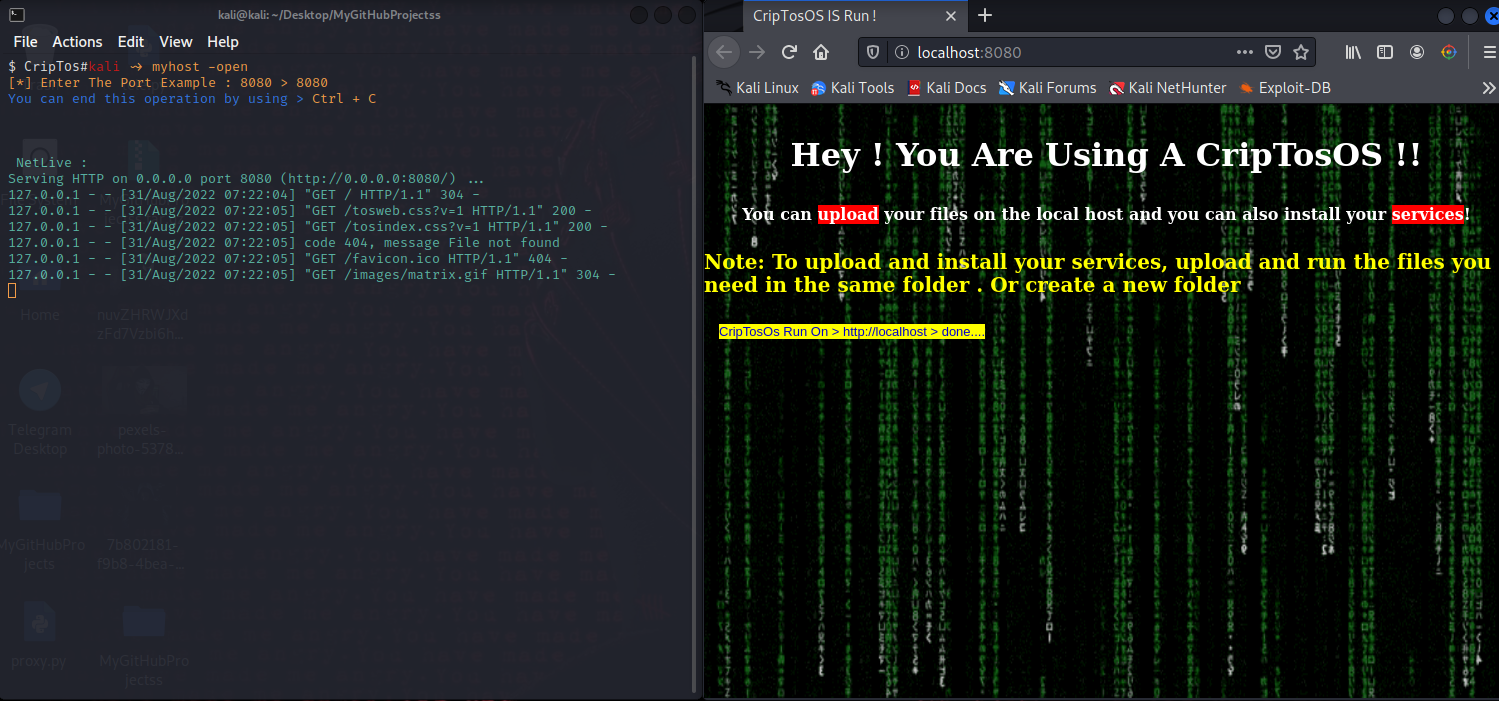 kali@kali: ~/Desktop/MyGitHubProjectss
File Actions Edit View Help
$ CripTos#kali ⤳ myhost -open
[*] Enter The Port Example : 8080 > 8080
You can end this operation by using > Ctrl + C
NetLive :
Serving HTTP on 0.0.0.0 port 8080 (http://0.0.0.0:8080/) ...
127.0.0.1 - - [31/Aug/2022 07:22:04] "GET / HTTP/1.1" 304 -
127.0.0.1 - - [31/Aug/2022 07:22:05] "GET /tosweb.css?v=1 HTTP/1.1" 200 -
127.0.0.1 - - [31/Aug/2022 07:22:05] "GET /tosindex.css?v=1 HTTP/1.1" 200 -
127.0.0.1 - - [31/Aug/2022 07:22:05] code 404, message File not found
127.0.0.1 - - [31/Aug/2022 07:22:05] "GET /favicon.ico HTTP/1.1" 404 -
127.0.0.1 - - [31/Aug/2022 07:22:05] "GET /images/matrix.gif HTTP/1.1" 304 -
Home
Telegram
Desktop
pexels-
photo-5378...
MyGitHubPro
jects
7b802181-
f9b8-4bea-...
proxy.py
MyGitHubPro
jectss
CripTosOS IS Run !
localhost:8080
Kali Linux Kali Tools Kali Docs Kali Forums Kali NetHunter Exploit-DB
Hey ! You Are Using A CripTosOS !!
You can upload your files on the local host and you can also install your services!
Note: To upload and install your services, upload and run the files you
need in the same folder . Or create a new folder
CripTosOs Run On > http://localhost > done....